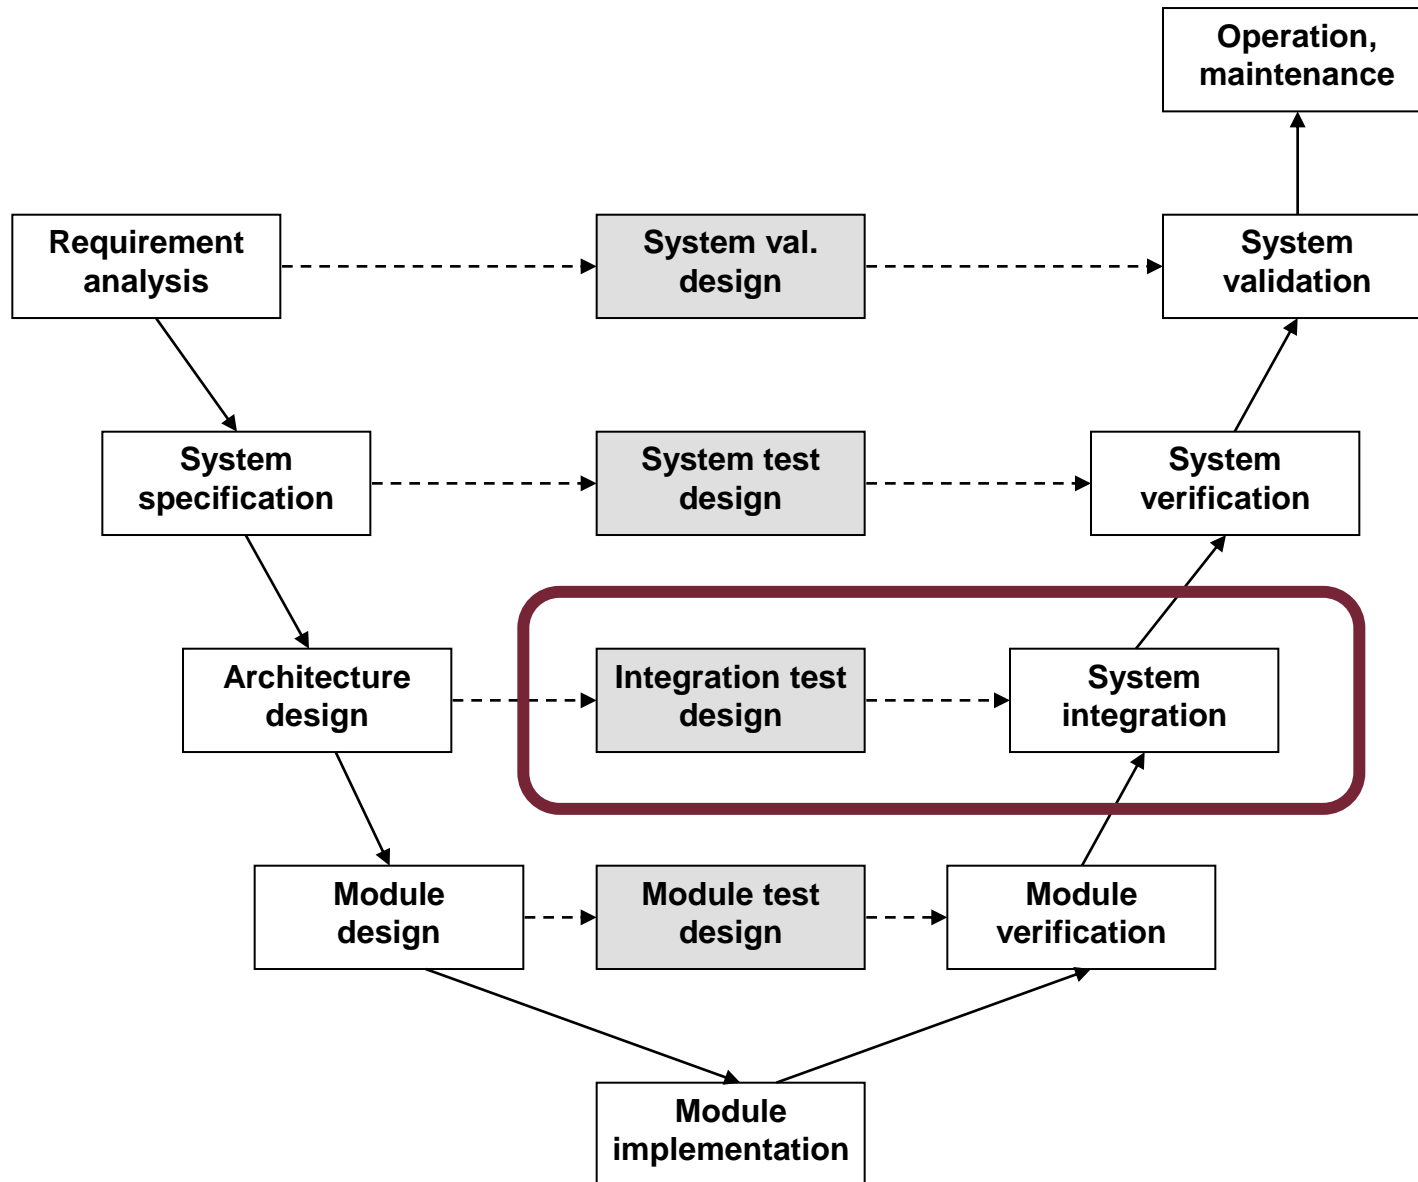 Operation,
maintenance
Requirement
analysis
System val.
design
System
validation
System
specification
System test
design
System
verification
Architecture
design
Integration test
design
System
integration
Module
design
Module test
design
Module
verification
Module
implementation